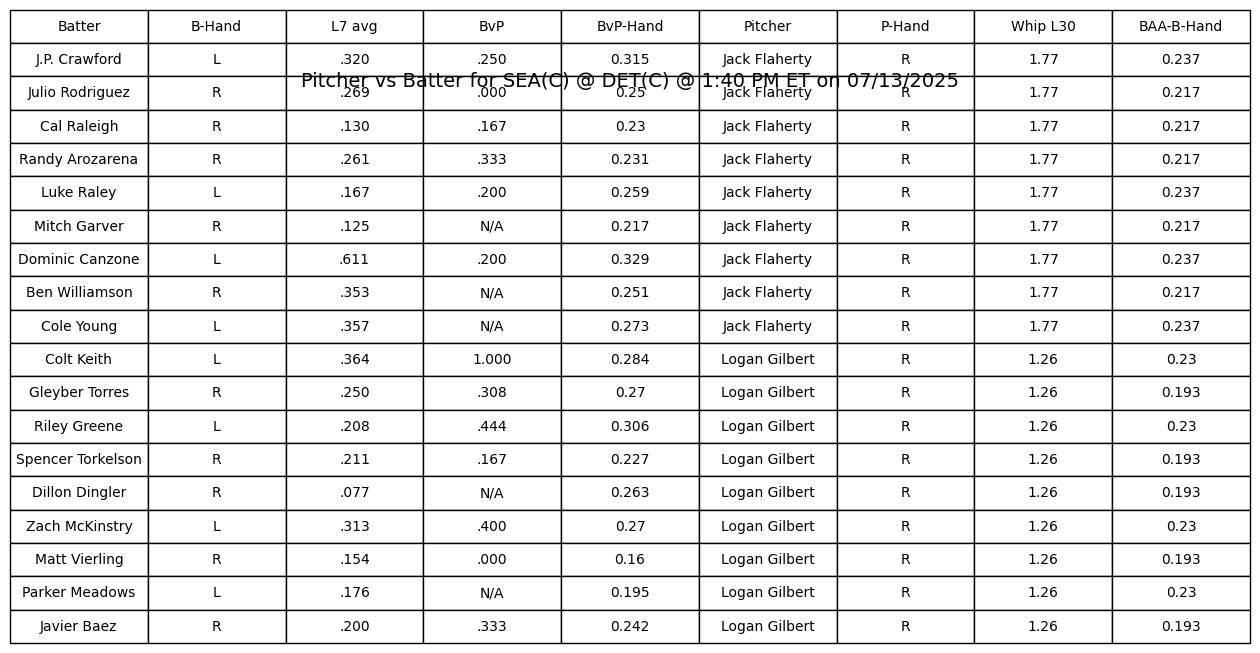 Batter B-Hand L7 avg BvP BvP-Hand Pitcher P-Hand Whip L30 BAA-B-Hand
J.P. Crawford L .320 .250 0.315 Jack Flaherty R 1.77 0.237
Pitcher vs Batter for SEA(C) @ DET(C) @ 1:40 PM ET on 07/13/2025
Julio Rodriguez R .269 .000 0.25 Jack Flaherty R 1.77 0.217
Cal Raleigh R .130 .167 0.23 Jack Flaherty R 1.77 0.217
Randy Arozarena R .261 .333 0.231 Jack Flaherty R 1.77 0.217
Luke Raley L .167 .200 0.259 Jack Flaherty R 1.77 0.237
Mitch Garver R .125 N/A 0.217 Jack Flaherty R 1.77 0.217
Dominic Canzone L .611 .200 0.329 Jack Flaherty R 1.77 0.237
Ben Williamson R .353 N/A 0.251 Jack Flaherty R 1.77 0.217
Cole Young L .357 N/A 0.273 Jack Flaherty R 1.77 0.237
Colt Keith L .364 1.000 0.284 Logan Gilbert R 1.26 0.23
Gleyber Torres R .250 .308 0.27 Logan Gilbert R 1.26 0.193
Riley Greene L .208 .444 0.306 Logan Gilbert R 1.26 0.23
Spencer Torkelson R .211 .167 0.227 Logan Gilbert R 1.26 0.193
Dillon Dingler R .077 N/A 0.263 Logan Gilbert R 1.26 0.193
Zach McKinstry L .313 .400 0.27 Logan Gilbert R 1.26 0.23
Matt Vierling R .154 .000 0.16 Logan Gilbert R 1.26 0.193
Parker Meadows L .176 N/A 0.195 Logan Gilbert R 1.26 0.23
Javier Baez R .200 .333 0.242 Logan Gilbert R 1.26 0.193